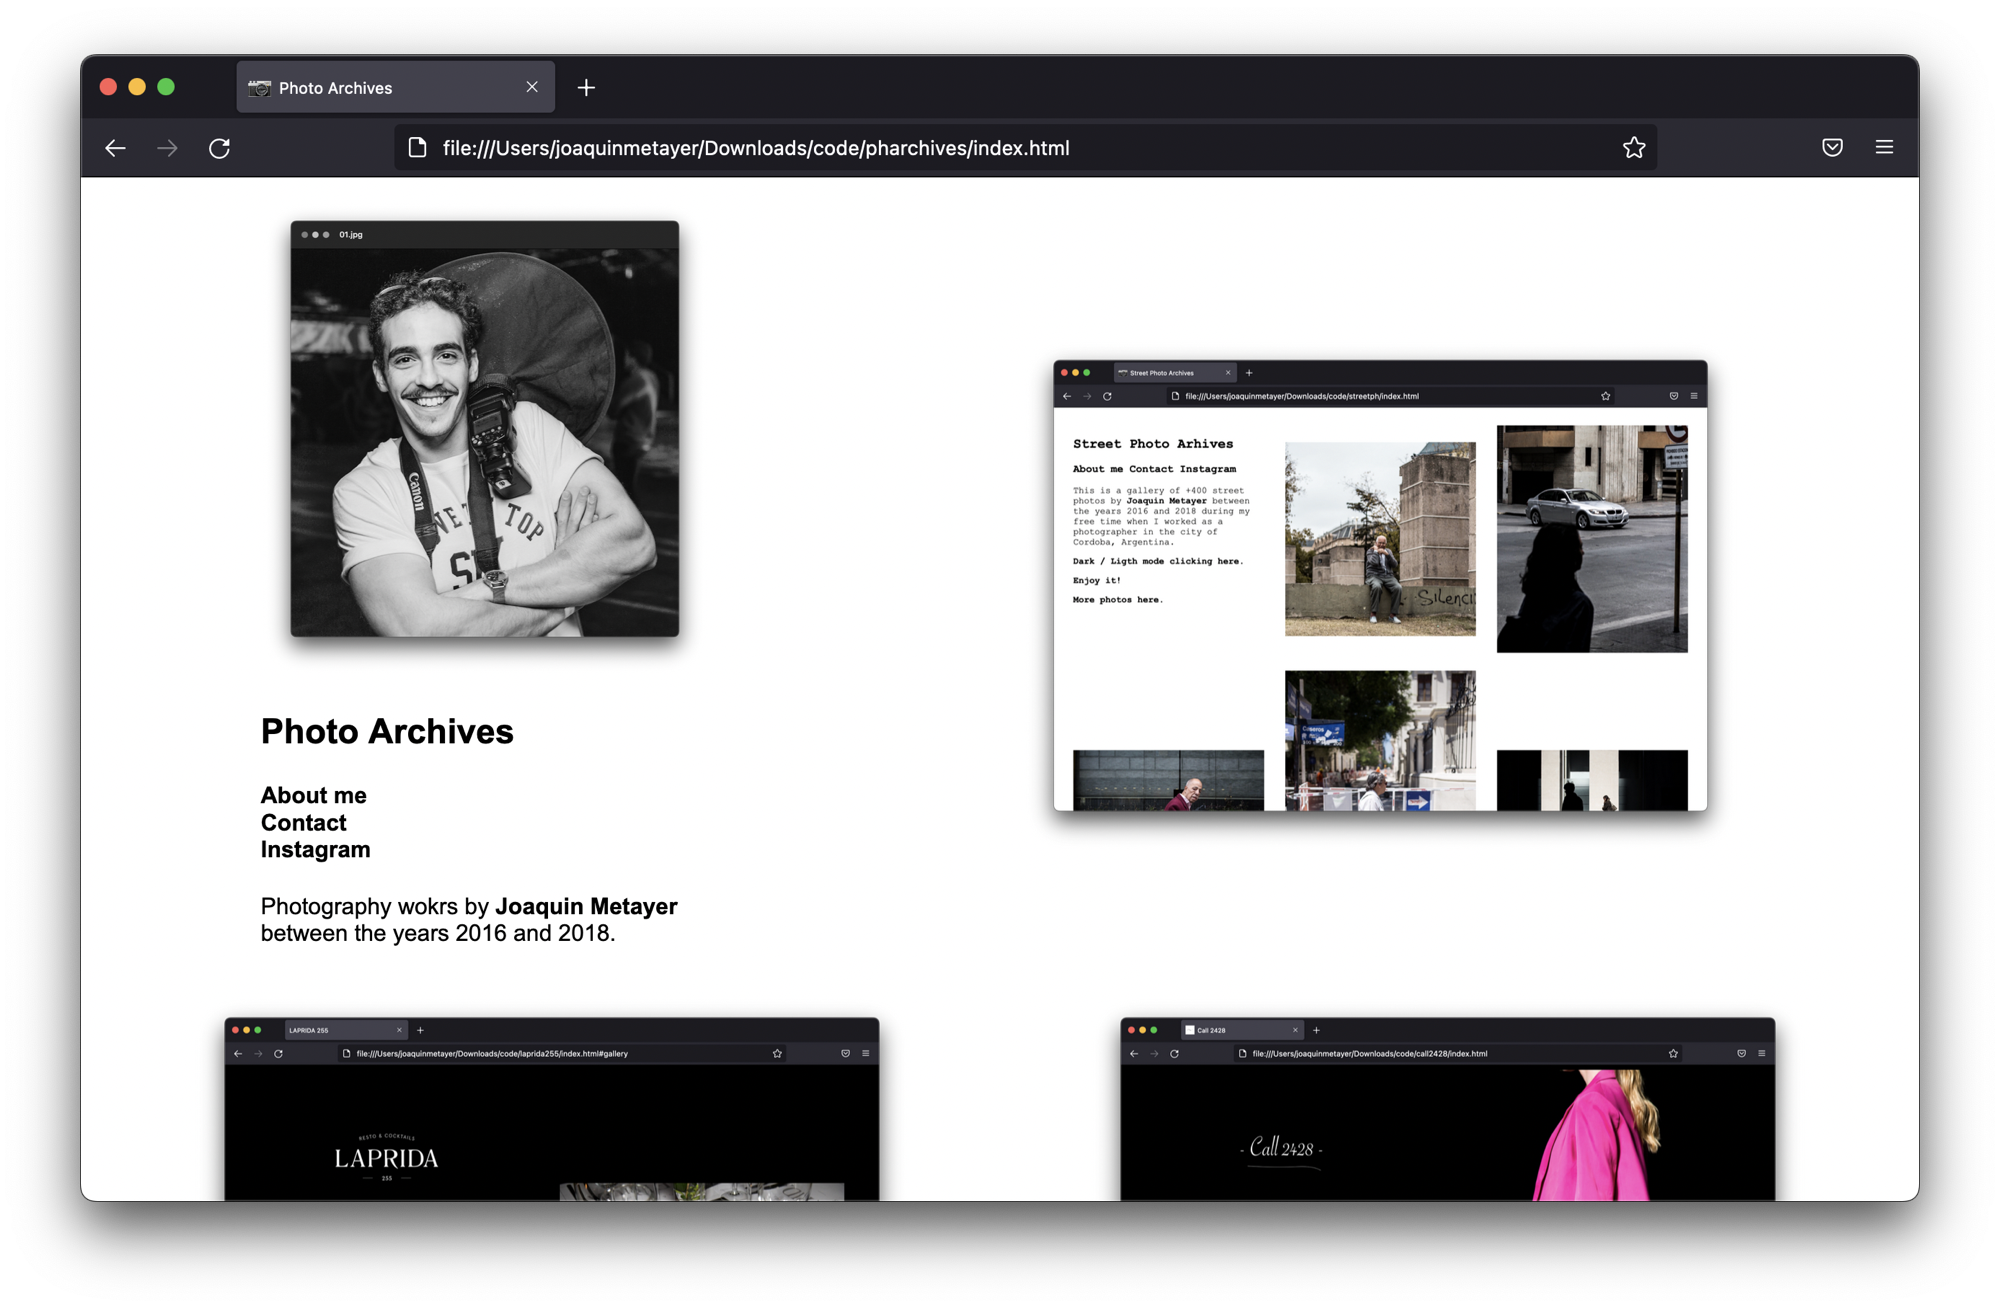 Photo Archives
file:///Users/joaquinmetayer/Downloads/code/pharchives/index.html
01.jpg
Canon
TOP
Photo Archives
About me
Contact
Instagram
Photography wokrs by Joaquin Metayer
between the years 2016 and 2018.
Street Photo Archives
file:///Users/joaquinmetayer/Downloads/code/streetph/index.html
Street Photo Arhives
About me Contact Instagram
This is a gallery of +400 street
photos by Joaquin Metayer between
the years 2016 and 2018 during my
free time when I worked as a
photographer in the city of
Cordoba, Argentina.
Dark / Ligth mode clicking here.
Enjoy it!
More photos here.
LAPRIDA 255
file:///Users/joaquinmetayer/Downloads/code/laprida255/index.html#gallery
RESTO & COCKTAILS
LAPRIDA
255
Call 2428
file:///Users/joaquinmetayer/Downloads/code/call2428/index.html
- Call 2428 -